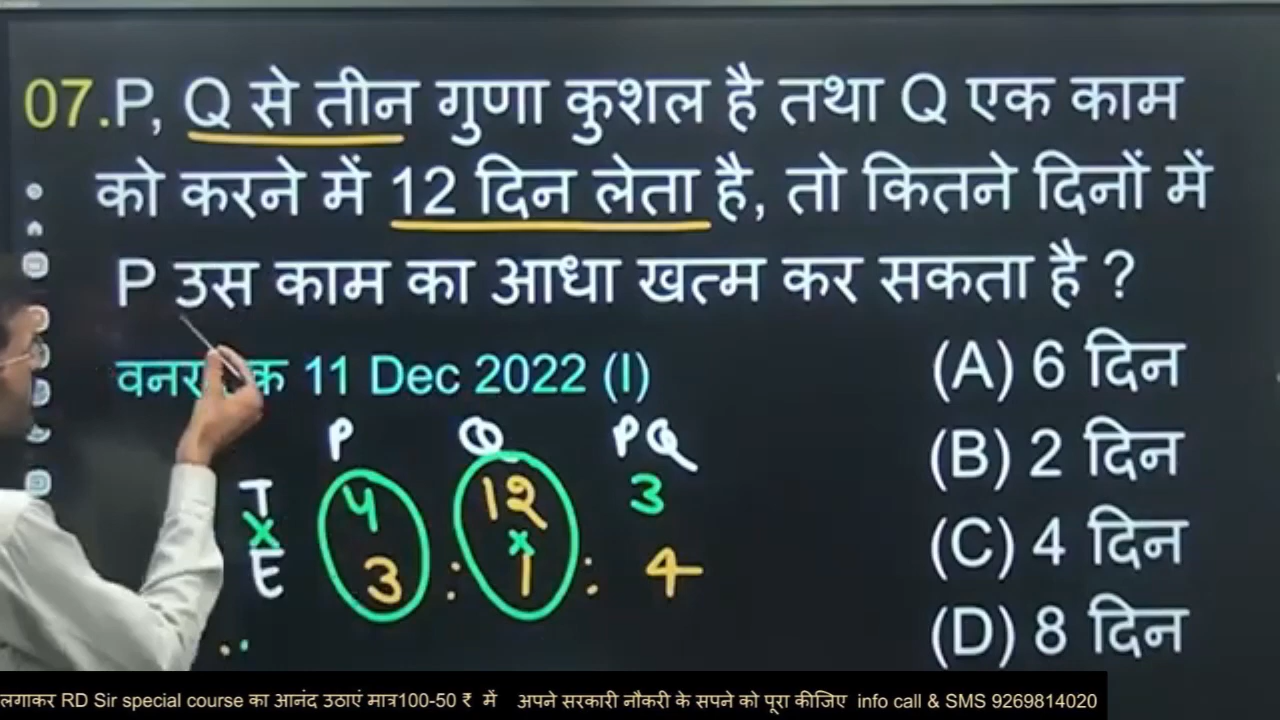 07.P, Q से तीन गुणा कुशल है तथा Q एक काम
को करने में 12 दिन लेता है, तो कितने दिनों में
P उस काम का आधा खत्म कर सकता है ?
11 Dec 2022 (I)
(A) 6 दिन
(B) 2 दिन
(C) 4 दिन
(D) 8 दिन
P Q PQ
T 4 12 3
x x
E 3 : 1 : 4
लगाकर RD Sir special course का आनंद उठाएं मात्र100-50 ₹ में अपने सरकारी नौकरी के सपने को पूरा कीजिए info call & SMS 9269814020